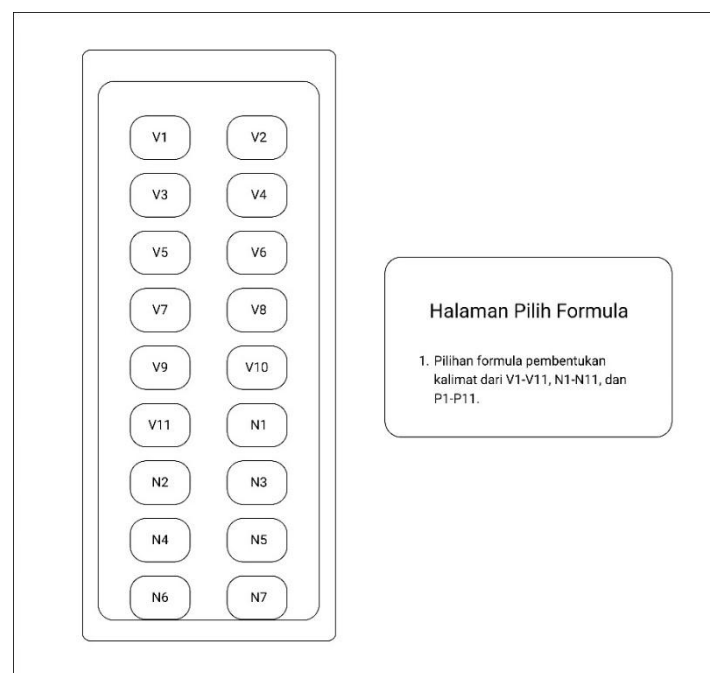 V1 V2
V3 V4
V5 V6
V7 V8
V9 V10
V11 N1
N2 N3
N4 N5
N6 N7
Halaman Pilih Formula
1. Pilihan formula pembentukan
kalimat dari V1-V11, N1-N11, dan
P1-P11.